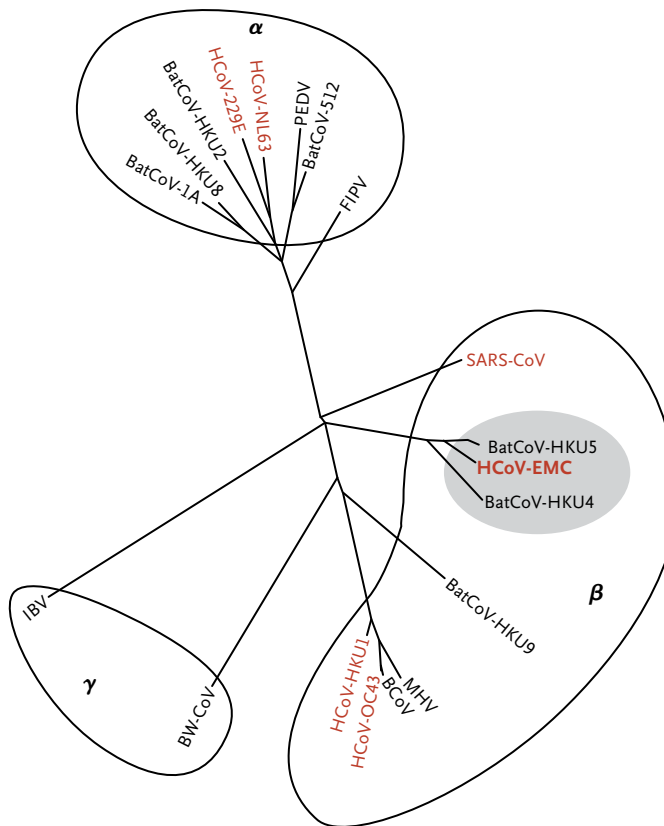 α
BatCoV-1A
BatCoV-HKU8
BatCoV-HKU2
HCoV-229E
HCoV-NL63
PEDV
BatCoV-512
FIPV
SARS-CoV
BatCoV-HKU5
HCoV-EMC
BatCoV-HKU4
BatCoV-HKU9
β
IBV
γ
BW-CoV
HCoV-HKU1
HCoV-OC43
BCoV
MHV